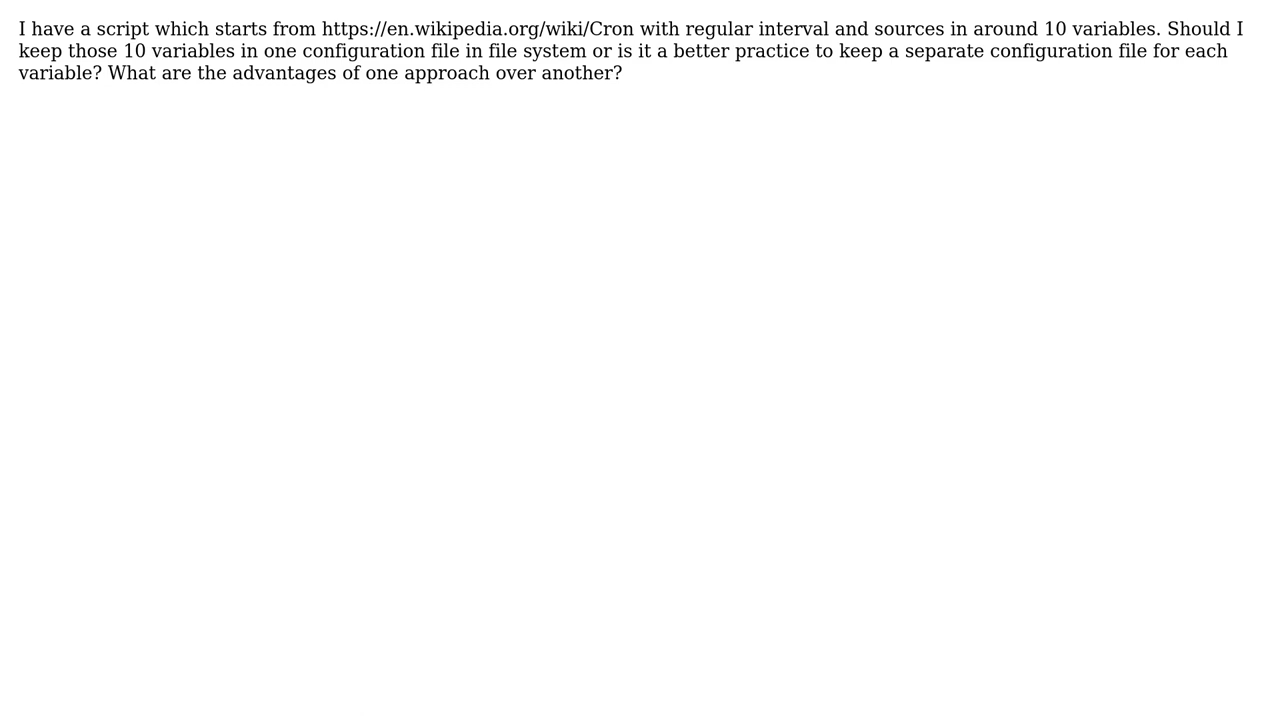 I have a script which starts from https://en.wikipedia.org/wiki/Cron with regular interval and sources in around 10 variables. Should I
keep those 10 variables in one configuration file in file system or is it a better practice to keep a separate configuration file for each
variable? What are the advantages of one approach over another?